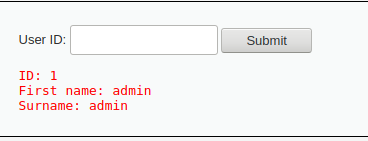 User ID: Submit
ID: 1
First name: admin
Surname: admin